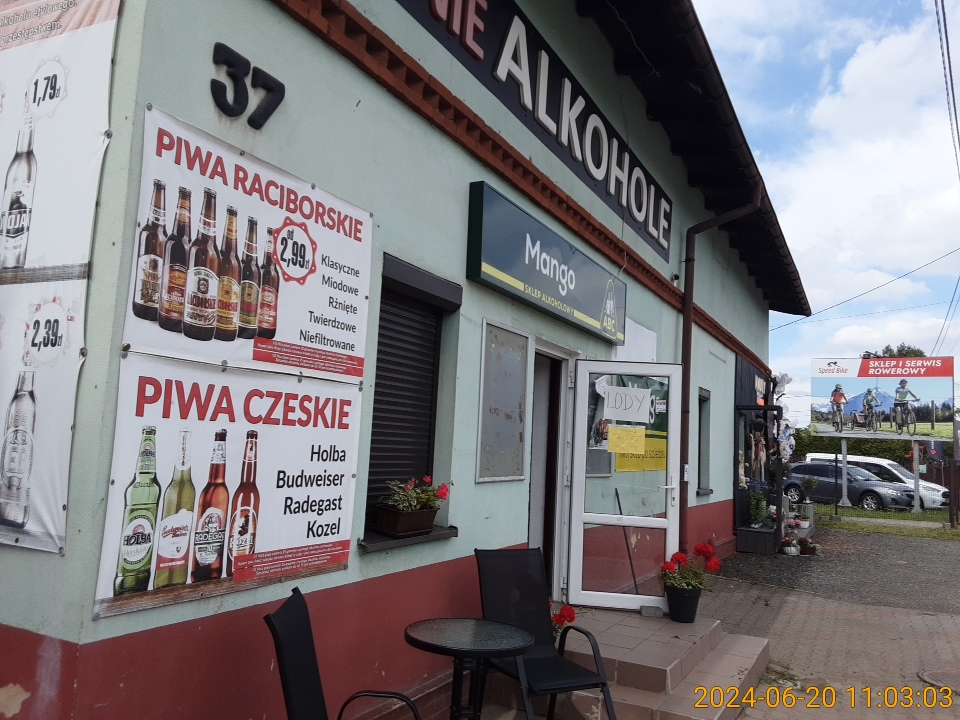 NIE ALKOHOLE
37
1,79zł
2,39zł
PIWA RACIBORSKIE
od
2,99zł
Klasyczne
Miodowe
Rżnięte
Twierdzowe
Niefiltrowane
PIWA CZESKIE
Holba
Budweiser
Radegast
Kozel
HOLBA
Mango
SKLEP ALKOHOLOWY
ABC
LODY
Speed Bike
SKLEP I SERWIS
ROWEROWY
2024-06-20 11:03:03